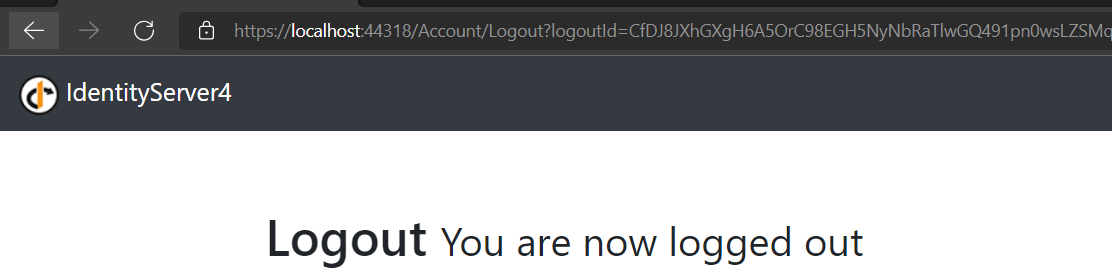 https://localhost:44318/Account/Logout?logoutId=CfDJ8JXhGXgH6A5OrC98EGH5NyNbRaTlwGQ491pn0wsLZSMq
IdentityServer4
Logout You are now logged out